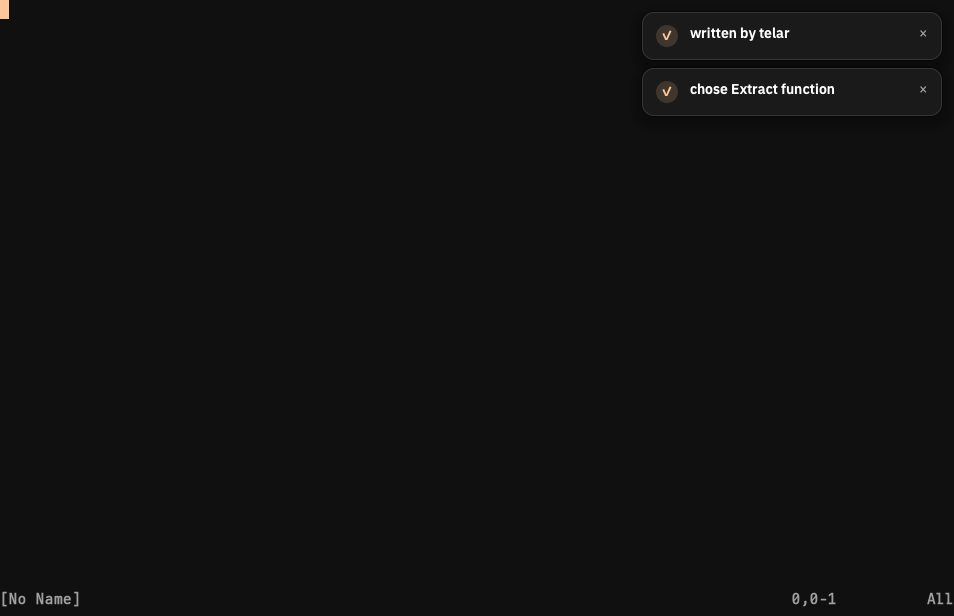 written by telar ×
chose Extract function ×
[No Name] 0,0-1 All